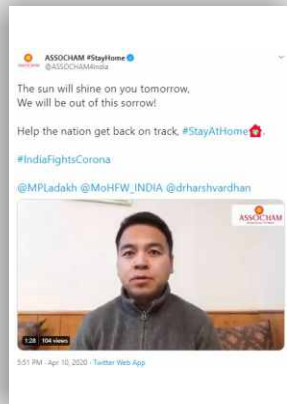 ASSOCHAM #StayHome
@ASSOCHAM4India
The sun will shine on you tomorrow,
We will be out of this sorrow!
Help the nation get back on track, #StayAtHome.
#IndiaFightsCorona
@MPLadakh @MoHFW_INDIA @drharshvardhan
ASSOCHAM
1:28 104 views
5:51 PM · Apr 10, 2020 · Twitter Web App